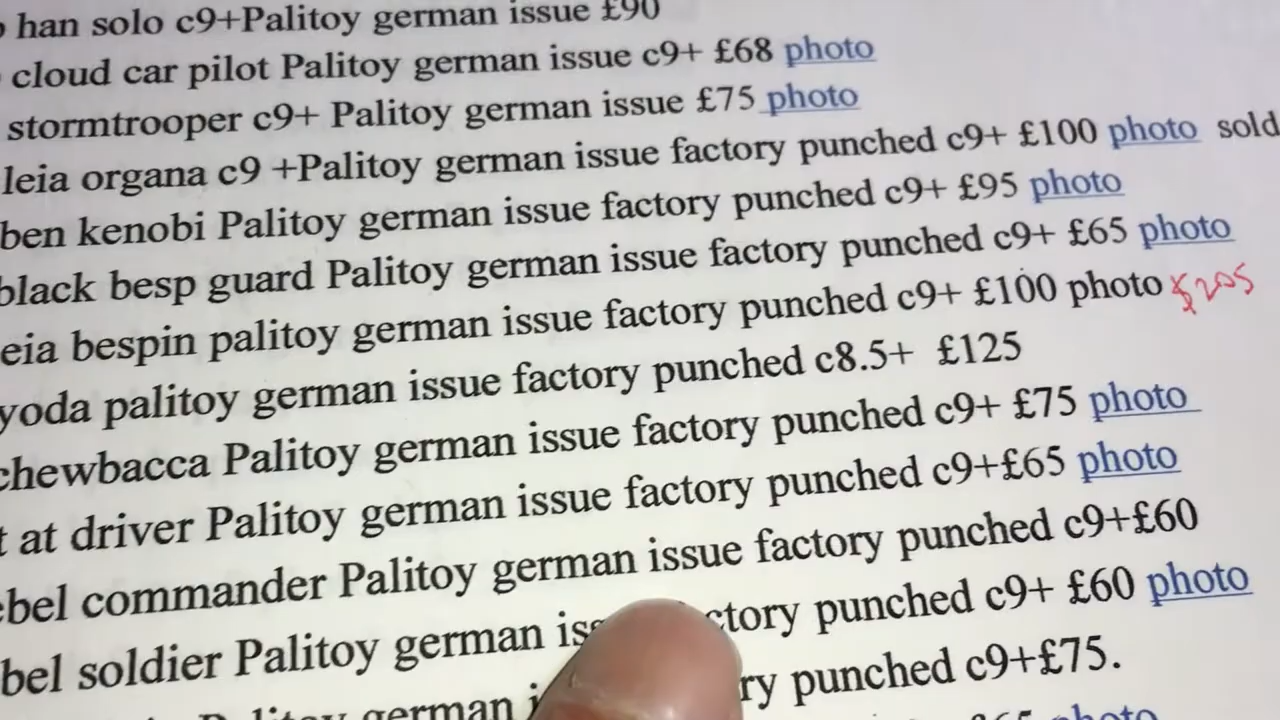 han solo c9+Palitoy german issue £90
cloud car pilot Palitoy german issue c9+ £68 photo
stormtrooper c9+ Palitoy german issue £75 photo
leia organa c9 +Palitoy german issue factory punched c9+ £100 photo sold
ben kenobi Palitoy german issue factory punched c9+ £95 photo
black besp guard Palitoy german issue factory punched c9+ £65 photo
eia bespin palitoy german issue factory punched c9+ £100 photo £205
yoda palitoy german issue factory punched c8.5+ £125
chewbacca Palitoy german issue factory punched c9+ £75 photo
t at driver Palitoy german issue factory punched c9+£65 photo
ebel commander Palitoy german issue factory punched c9+£60
bel soldier Palitoy german iss ctory punched c9+ £60 photo
german i ry punched c9+£75.